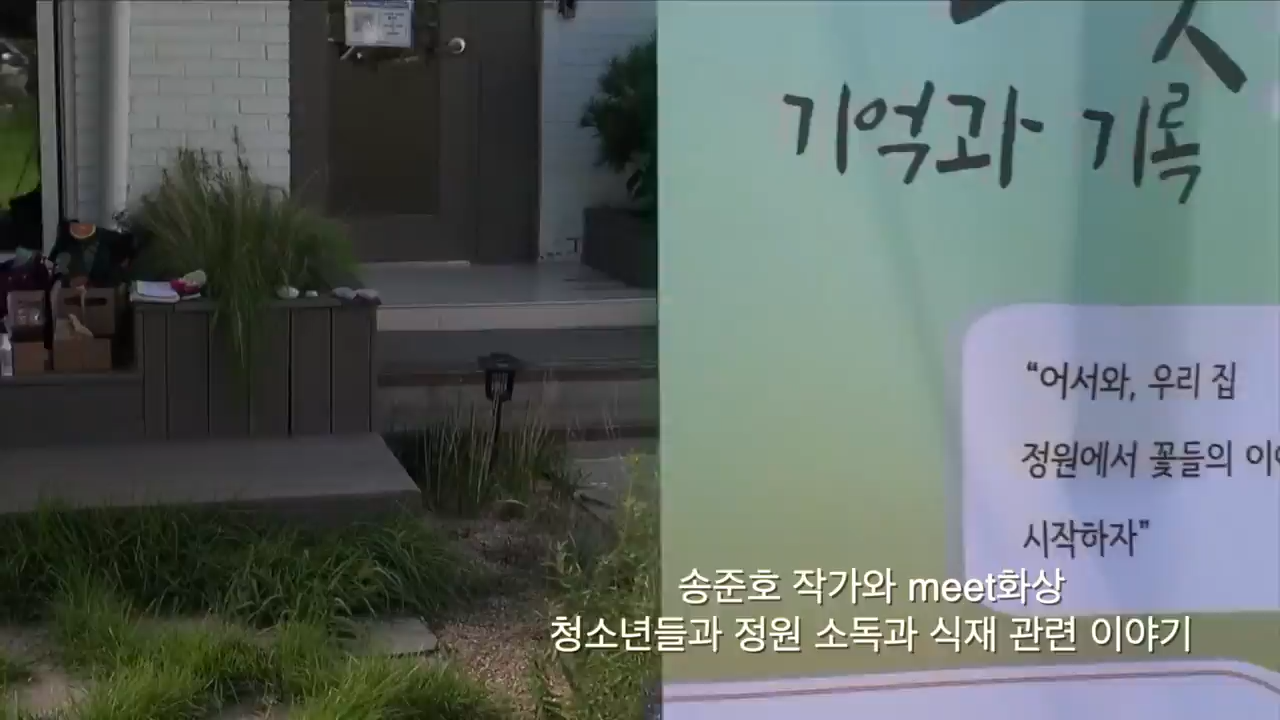 기억과 기록
“어서와, 우리 집
정원에서 꽃들의
시작하자”
송준호 작가와 meet화상
청소년들과 정원 소독과 식재 관련 이야기